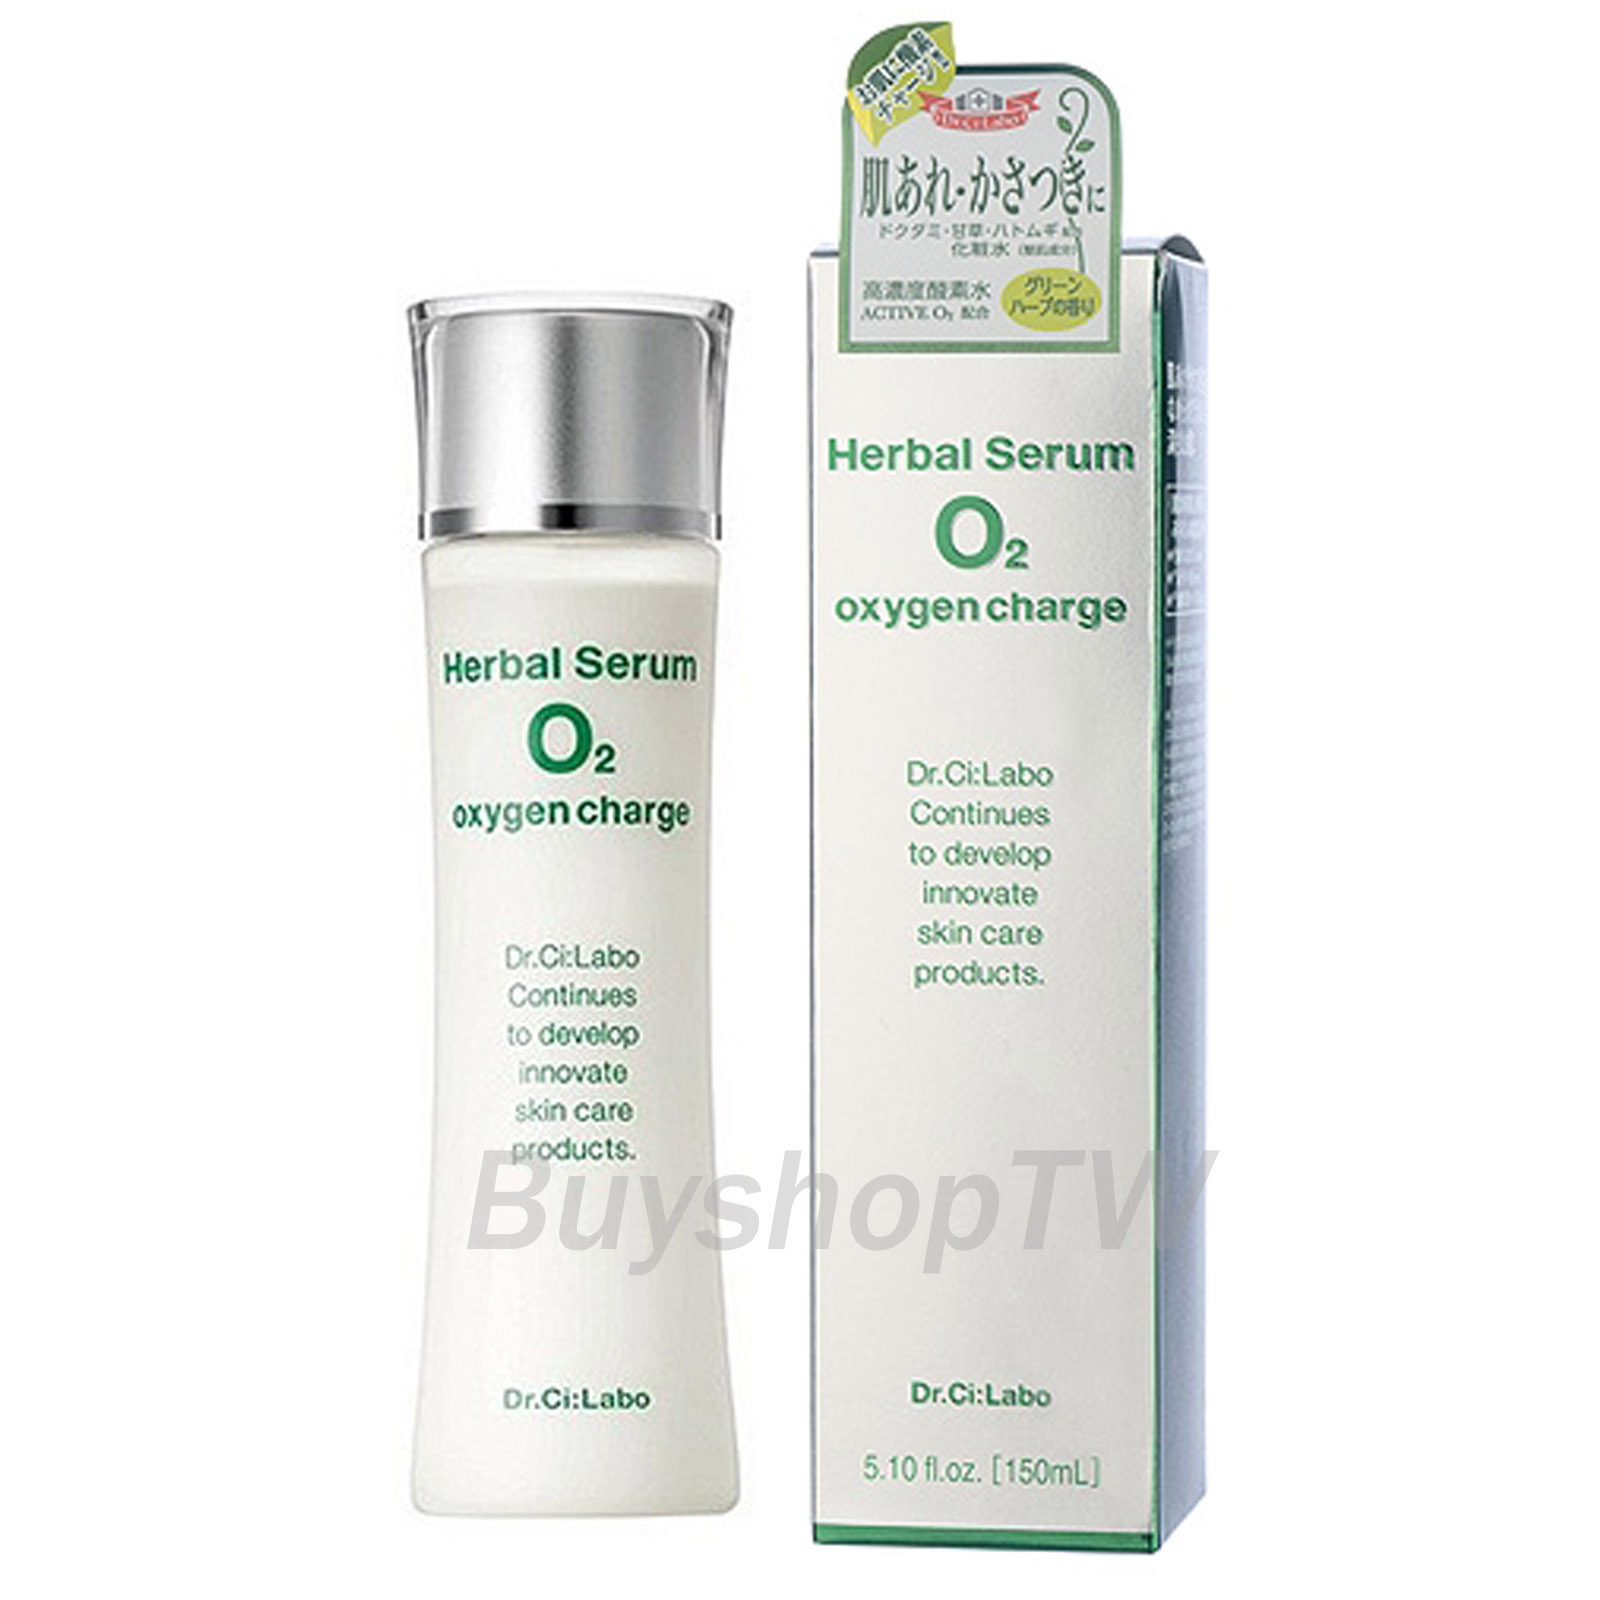 Herbal Serum
O2
oxygen charge
Dr.Ci:Labo
Continues
to develop
innovate
skin care
products.
Dr.Ci:Labo
お肌に酸素
チャージ
Dr.Ci:Labo
肌あれ・かさつきに
ドクダミ・甘草・ハトムギ配合
化粧水
高濃度酸素水
ACTIVE O2 配合
グリーン
ハーブの香り
Herbal Serum
O2
oxygen charge
Dr.Ci:Labo
Continues
to develop
innovate
skin care
products.
Dr.Ci:Labo
5.10 fl.oz. [150mL]
BuyshopTW